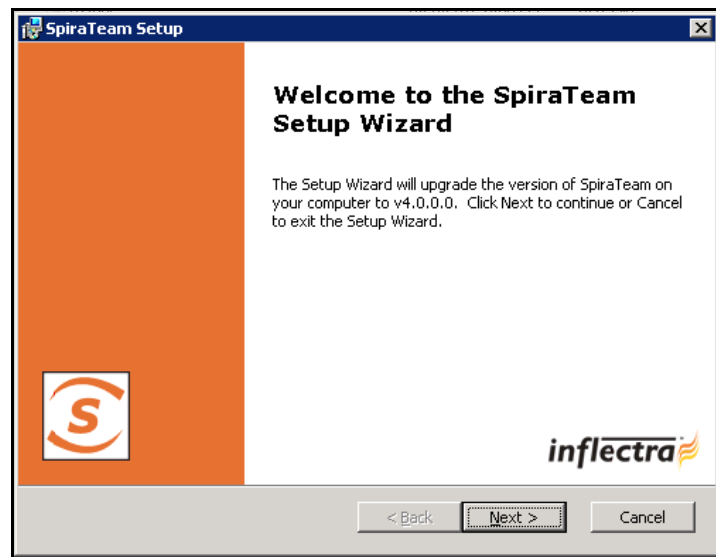 SpiraTeam Setup
Welcome to the SpiraTeam
Setup Wizard
The Setup Wizard will upgrade the version of SpiraTeam on
your computer to v4.0.0.0.  Click Next to continue or Cancel
to exit the Setup Wizard.
S
inflectra
< Back
Next >
Cancel